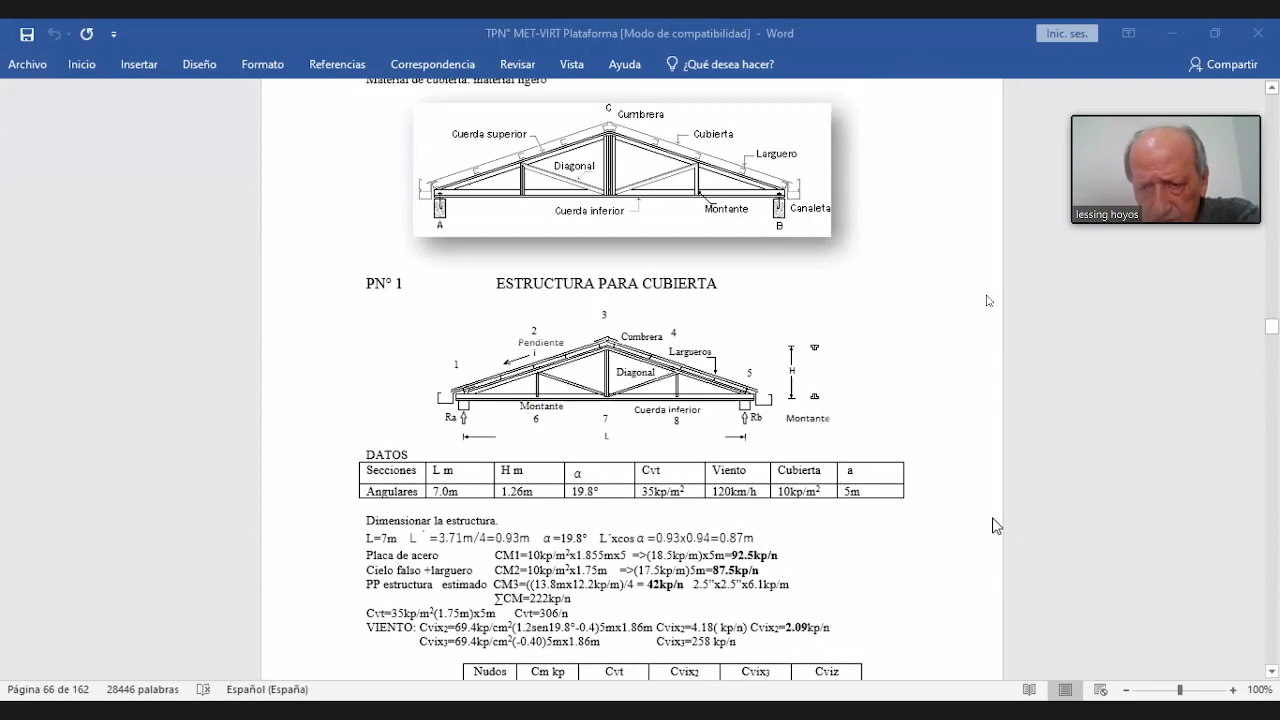 TPN° MET-VIRT Plataforma [Modo de compatibilidad] - Word
Inic. ses.
Archivo Inicio Insertar Diseño Formato Referencias Correspondencia Revisar Vista Ayuda ¿Qué desea hacer? Compartir
Material de cubierta: material ligero
C
Cumbrera
Cuerda superior
Cubierta
Larguero
Diagonal
Cuerda inferior
Montante
Canaleta
A
B
lessing hoyos
PN° 1 ESTRUCTURA PARA CUBIERTA
3
2
Pendiente
i
Cumbrera
4
Largueros
1
Diagonal
5
H
Montante
Cuerda inferior
Ra
6
7
8
Rb
Montante
L
DATOS
Secciones L m H m α Cvt Viento Cubierta a
Angulares 7.0m 1.26m 19.8° 35kp/m² 120km/h 10kp/m² 5m
Dimensionar la estructura.
L=7m L´=3.71m/4=0.93m α=19.8° L´xcos α=0.93x0.94=0.87m
Placa de acero CM1=10kp/m²x1.855mx5 =>(18.5kp/m)x5m=92.5kp/n
Cielo falso +larguero CM2=10kp/m²x1.75m =>(17.5kp/m)5m=87.5kp/n
PP estructura estimado CM3=((13.8mx12.2kp/m)/4 = 42kp/n 2.5”x2.5”x6.1kp/m
∑CM=222kp/n
Cvt=35kp/m²(1.75m)x5m Cvt=306/n
VIENTO: Cvix₂=69.4kp/cm²(1.2sen19.8°-0.4)5mx1.86m Cvix₂=4.18( kp/n) Cvix₂=2.09kp/n
Cvix₃=69.4kp/cm²(-0.40)5mx1.86m Cvix₃=258 kp/n
Nudos Cm kp Cvt Cvix₂ Cvix₃ Cviz
Página 66 de 162 28446 palabras Español (España) 100%